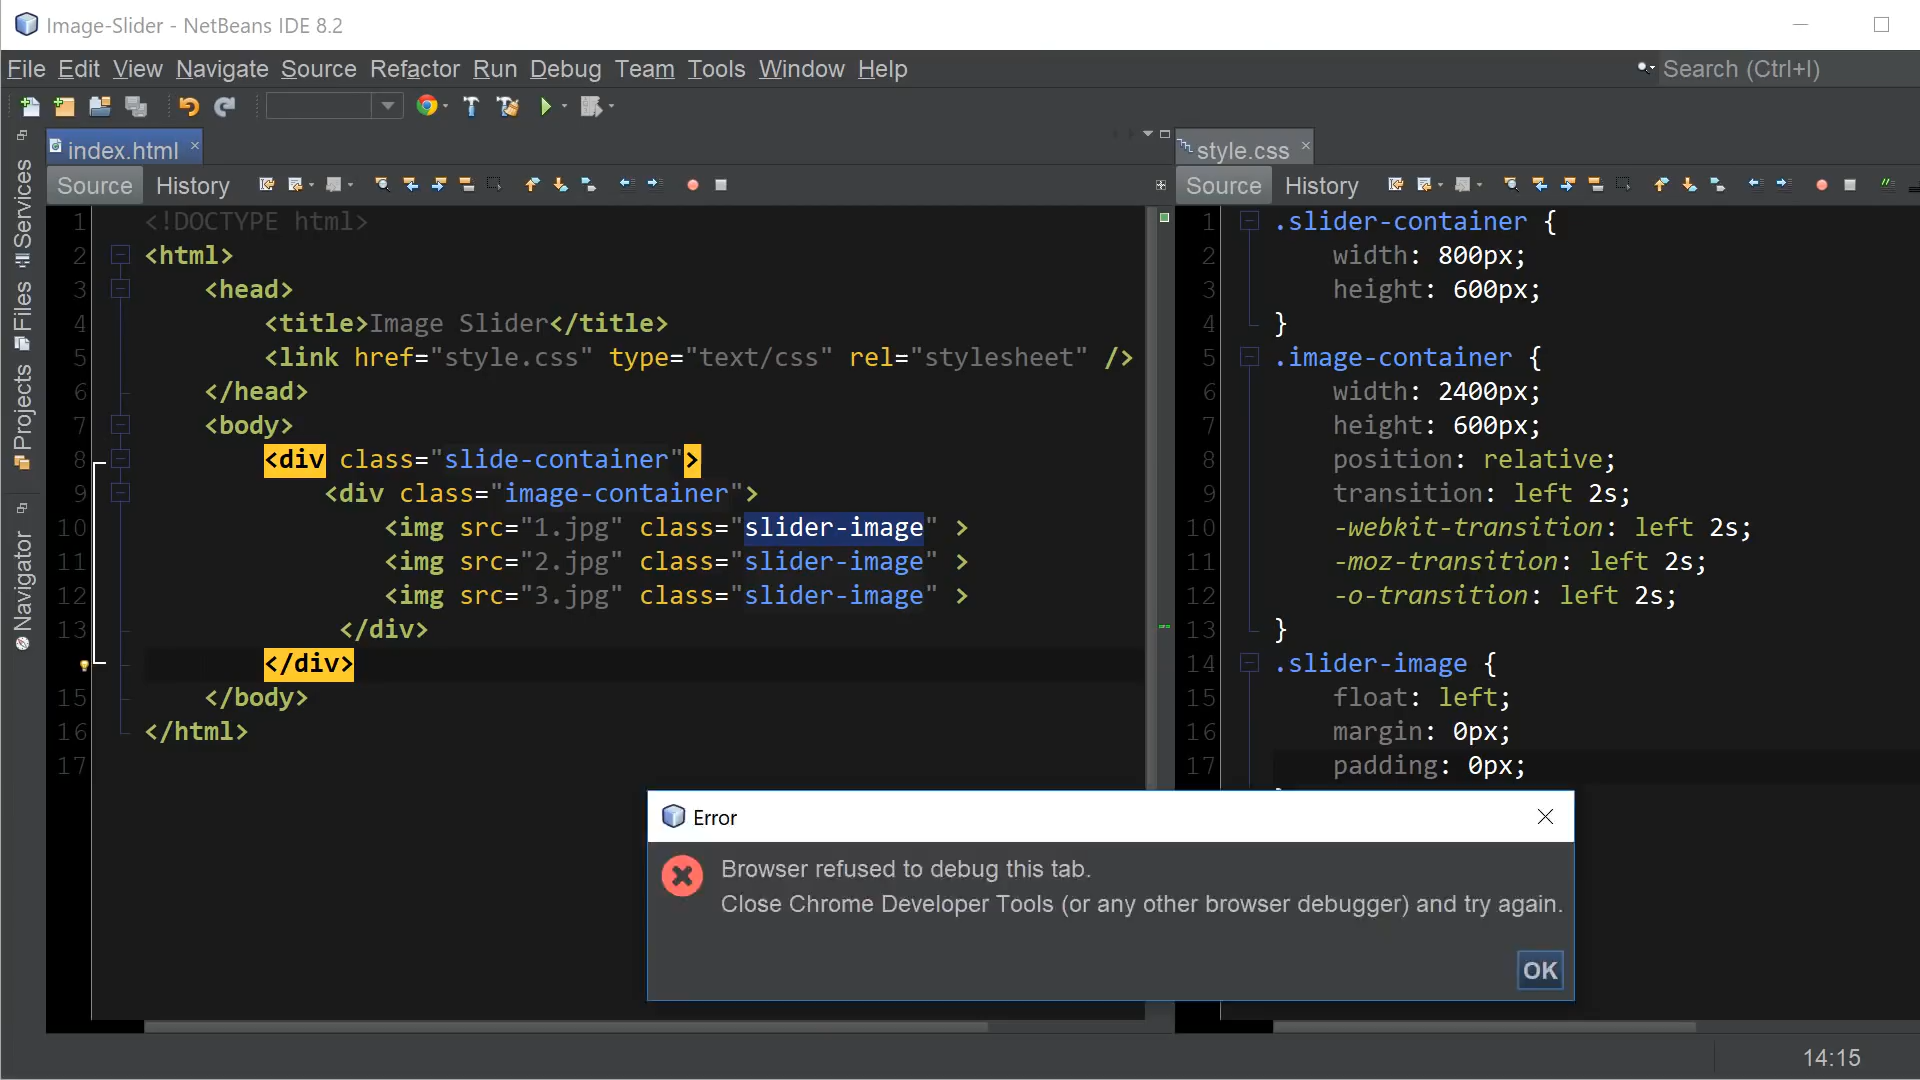 Image-Slider - NetBeans IDE 8.2
File Edit View Navigate Source Refactor Run Debug Team Tools Window Help
Search (Ctrl+I)
index.html
style.css
Source History
Source History
Services
Files
Projects
Navigator
1 <!DOCTYPE html>
2 <html>
3 <head>
4 <title>Image Slider</title>
5 <link href="style.css" type="text/css" rel="stylesheet" />
6 </head>
7 <body>
8 <div class="slide-container">
9 <div class="image-container">
10 <img src="1.jpg" class="slider-image" >
11 <img src="2.jpg" class="slider-image" >
12 <img src="3.jpg" class="slider-image" >
13 </div>
</div>
15 </body>
16 </html>
17
1 .slider-container {
2 width: 800px;
3 height: 600px;
4 }
5 .image-container {
6 width: 2400px;
7 height: 600px;
8 position: relative;
9 transition: left 2s;
10 -webkit-transition: left 2s;
11 -moz-transition: left 2s;
12 -o-transition: left 2s;
13 }
14 .slider-image {
15 float: left;
16 margin: 0px;
17 padding: 0px;
Error
Browser refused to debug this tab.
Close Chrome Developer Tools (or any other browser debugger) and try again.
OK
14:15